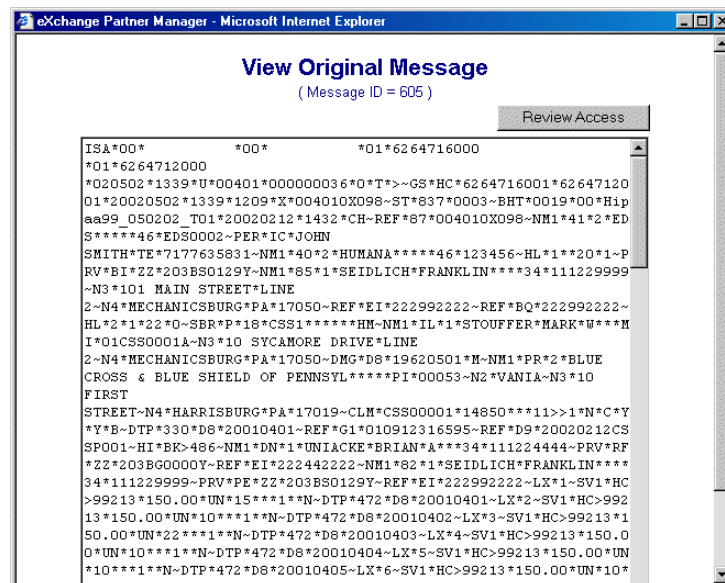 eXchange Partner Manager - Microsoft Internet Explorer
View Original Message
( Message ID = 605 )
Review Access
ISA*00*          *00*          *01*6264716000
*01*6264712000
*020502*1339*U*00401*000000036*0*T*>~GS*HC*6264716001*62647120
01*20020502*1339*1209*X*004010X098~ST*837*0003~BHT*0019*00*Hip
aa99_050202_T01*20020212*1432*CH~REF*87*004010X098~NM1*41*2*ED
S*****46*EDS0002~PER*IC*JOHN
SMITH*TE*7177635831~NM1*40*2*HUMANA*****46*123456~HL*1**20*1~P
RV*BI*ZZ*203BS0129Y~NM1*85*1*SEIDLICH*FRANKLIN****34*111229999
~N3*101 MAIN STREET*LINE
2~N4*MECHANICSBURG*PA*17050~REF*EI*222992222~REF*BQ*222992222~
HL*2*1*22*0~SBR*P*18*CSS1******HM~NM1*IL*1*STOUFFER*MARK*W***M
I*01CSS0001A~N3*10 SYCAMORE DRIVE*LINE
2~N4*MECHANICSBURG*PA*17050~DMG*D8*19620501*M~NM1*PR*2*BLUE
CROSS & BLUE SHIELD OF PENNSYL*****PI*00053~N2*VANIA~N3*10
FIRST
STREET~N4*HARRISBURG*PA*17019~CLM*CSS00001*14850***11>>1*N*C*Y
*Y*B~DTP*330*D8*20010401~REF*G1*010912316595~REF*D9*20020212CS
SP001~HI*BK>486~NM1*DN*1*UNIACKE*BRIAN*A***34*111224444~PRV*RF
*ZZ*203BG0000Y~REF*EI*222442222~NM1*82*1*SEIDLICH*FRANKLIN****
34*111229999~PRV*PE*ZZ*203BS0129Y~REF*EI*222992222~LX*1~SV1*HC
>99213*150.00*UN*15***1**N~DTP*472*D8*20010401~LX*2~SV1*HC>992
13*150.00*UN*10***1**N~DTP*472*D8*20010402~LX*3~SV1*HC>99213*1
50.00*UN*22***1**N~DTP*472*D8*20010403~LX*4~SV1*HC>99213*150.0
0*UN*10***1**N~DTP*472*D8*20010404~LX*5~SV1*HC>99213*150.00*UN
*10***1**N~DTP*472*D8*20010405~LX*6~SV1*HC>99213*150.00*UN*10*